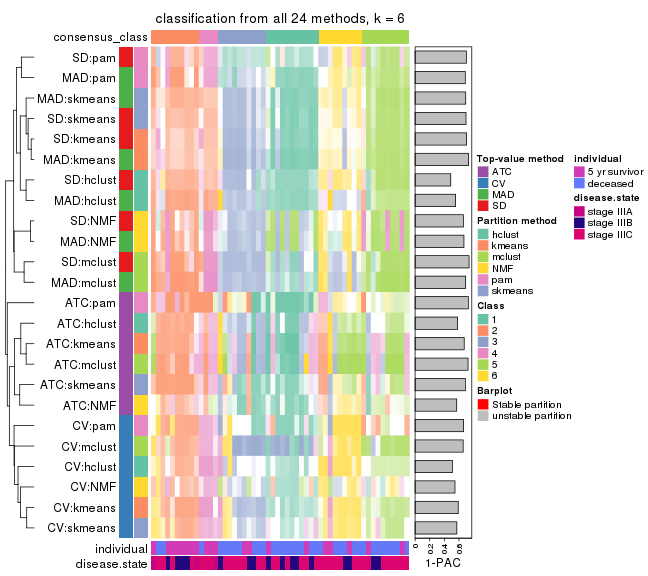 classification from all 24 methods, k = 6
consensus_class
SD:pam
MAD:pam
MAD:skmeans
SD:skmeans
SD:kmeans
MAD:kmeans
SD:hclust
MAD:hclust
SD:NMF
MAD:NMF
SD:mclust
MAD:mclust
ATC:pam
ATC:hclust
ATC:kmeans
ATC:mclust
ATC:skmeans
ATC:NMF
CV:pam
CV:mclust
CV:hclust
CV:NMF
CV:kmeans
CV:skmeans
individual
disease.state
0
0.2
0.4
0.6
1-PAC
Top-value method
ATC
CV
MAD
SD
Partition method
hclust
kmeans
mclust
NMF
pam
skmeans
Class
1
2
3
4
5
6
Barplot
Stable partition
unstable partition
individual
5 yr survivor
deceased
disease.state
stage IIIA
stage IIIB
stage IIIC